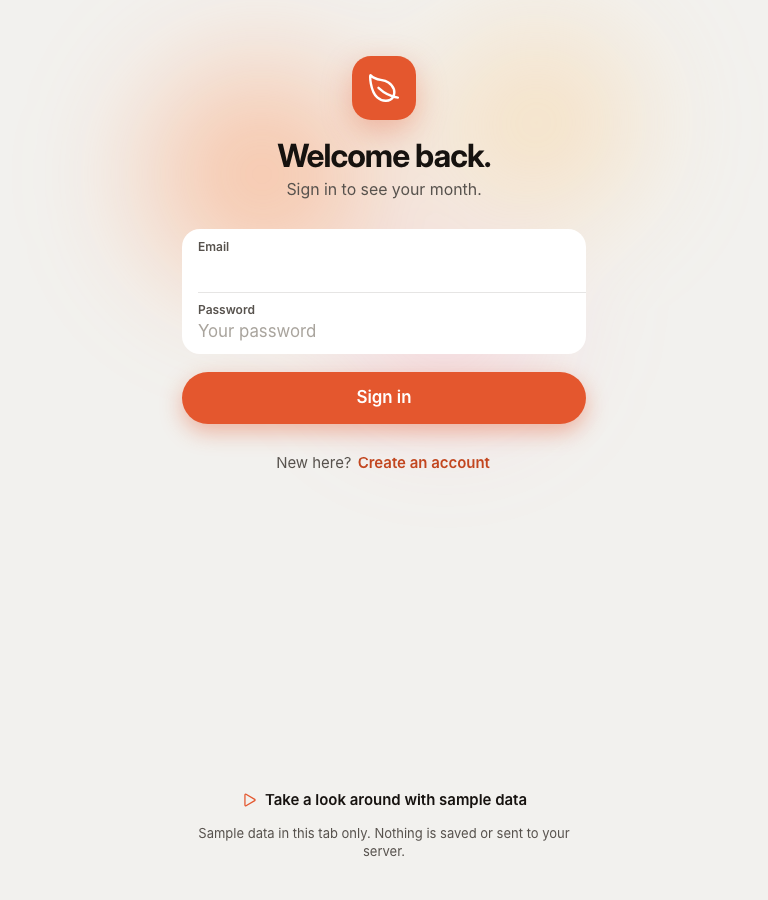 Welcome back.
Sign in to see your month.
Email
Password
Your password
Sign in
New here? Create an account
Take a look around with sample data
Sample data in this tab only. Nothing is saved or sent to your
server.